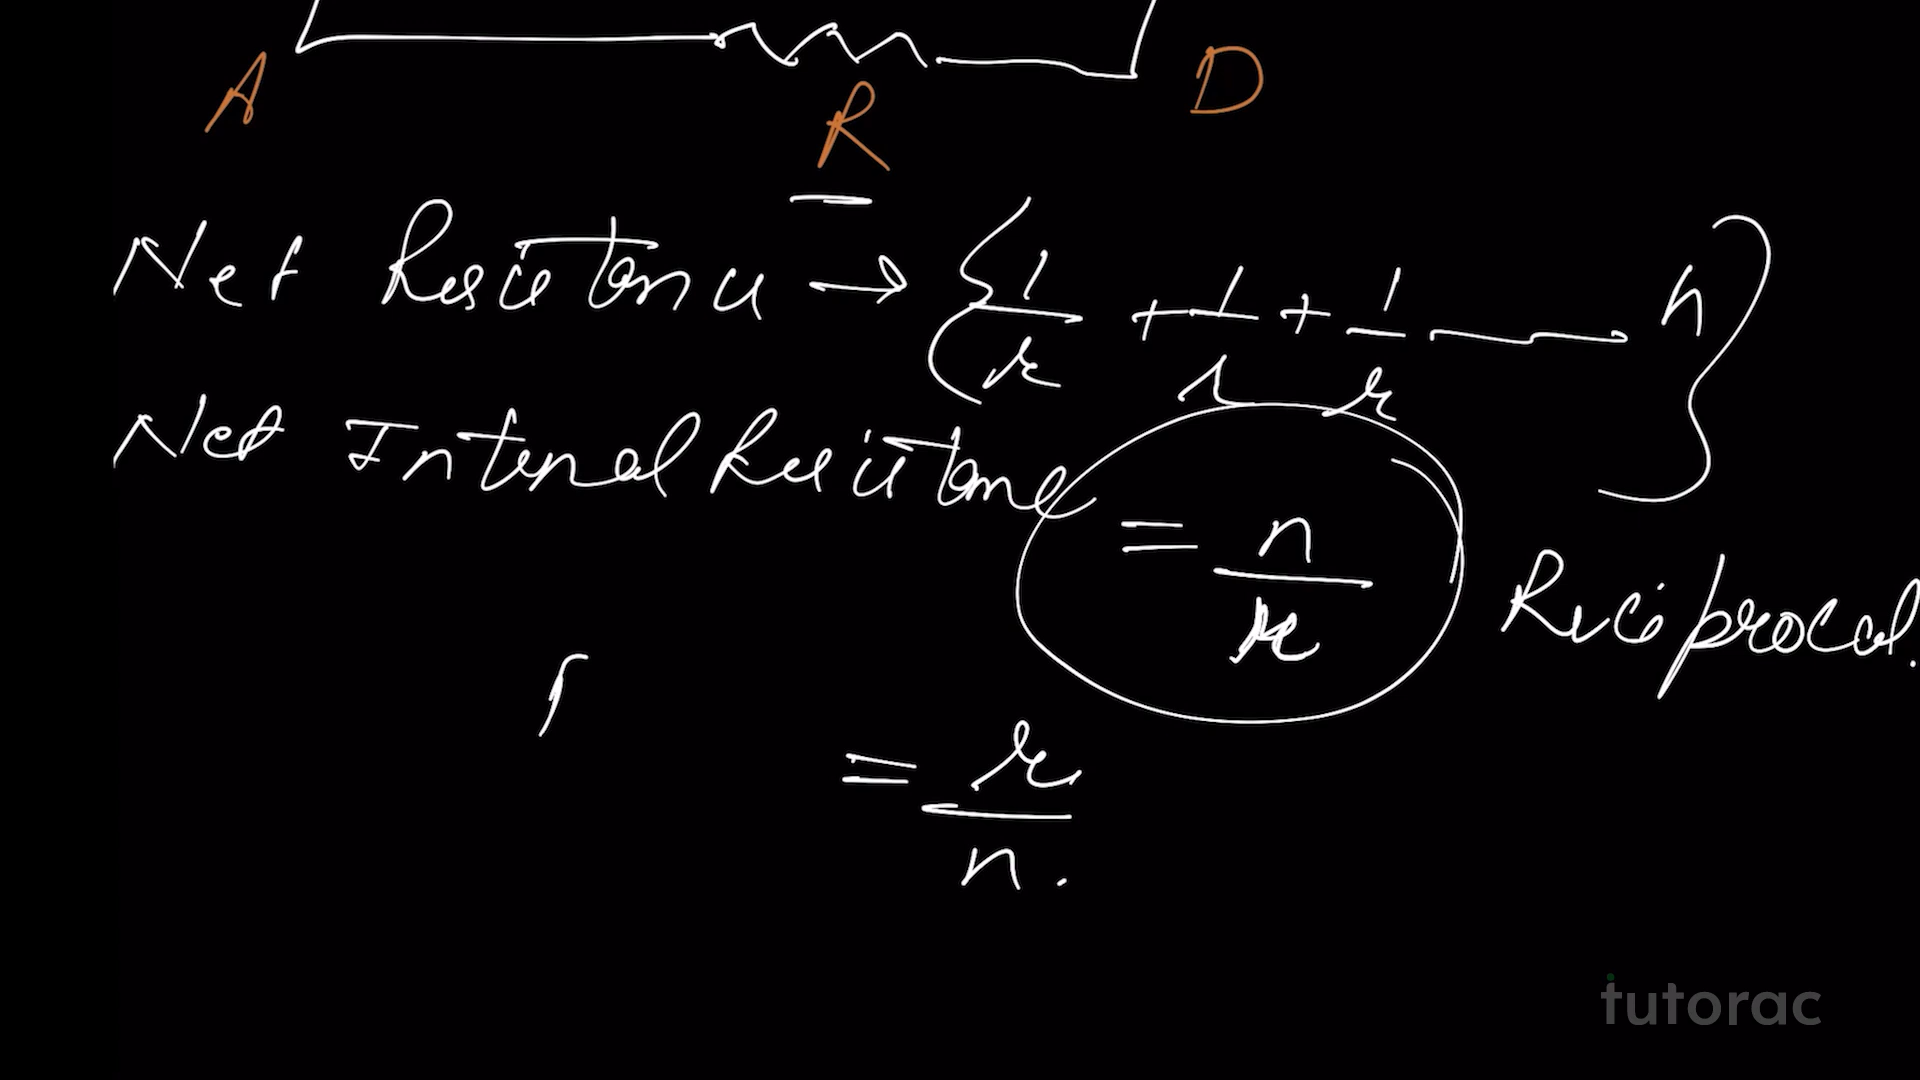 A R D
Net Resistance → { 1/r + 1/r + 1/r ——— n }
Net Internal Resistance
= n/r Reciprocal.
r
= r/n.
tutorac